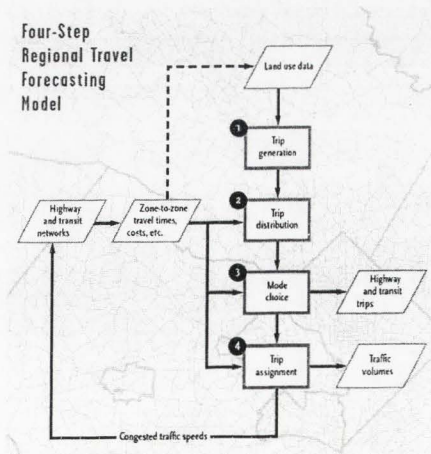 Four-Step
Regional Travel
Forecasting
Model
Land use data
1
Trip
generation
2
Trip
distribution
Highway
and transit
networks
Zone-to-zone
travel times,
costs, etc.
3
Mode
choice
Highway
and transit
trips
4
Trip
assignment
Traffic
volumes
Congested traffic speeds